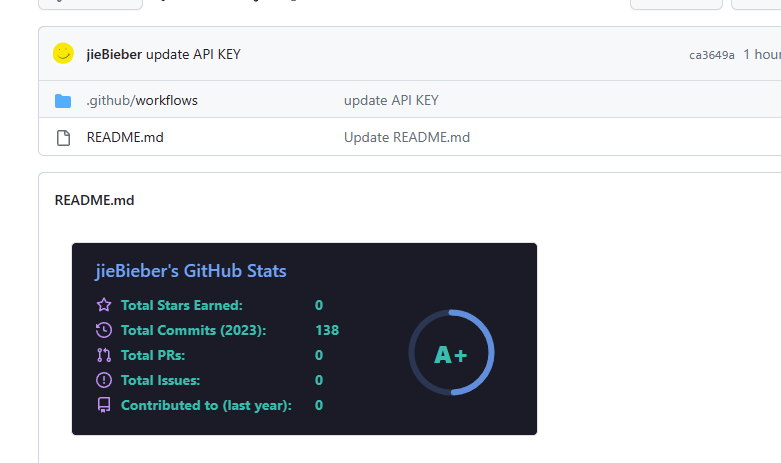 jieBieber update API KEY ca3649a 1 hour
.github/workflows update API KEY
README.md Update README.md
README.md
jieBieber's GitHub Stats
Total Stars Earned: 0
Total Commits (2023): 138
Total PRs: 0
Total Issues: 0
Contributed to (last year): 0
A+